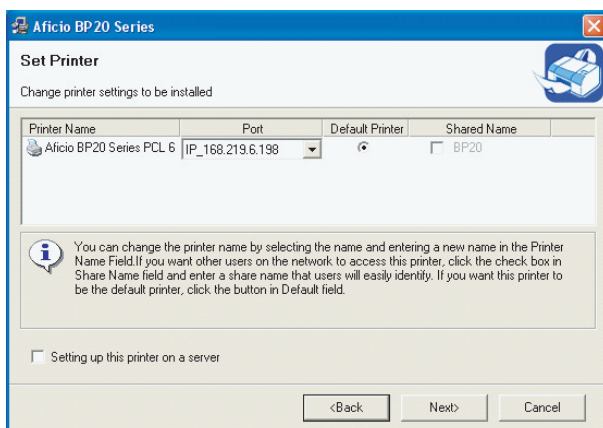 Aficio BP20 Series
Set Printer
Change printer settings to be installed
Printer Name Port Default Printer Shared Name
Aficio BP20 Series PCL 6 IP_168.219.6.198 BP20
You can change the printer name by selecting the name and entering a new name in the Printer
Name Field.If you want other users on the network to access this printer, click the check box in
Share Name field and enter a share name that users will easily identify. If you want this printer to
be the default printer, click the button in Default field.
Setting up this printer on a server
<Back Next> Cancel